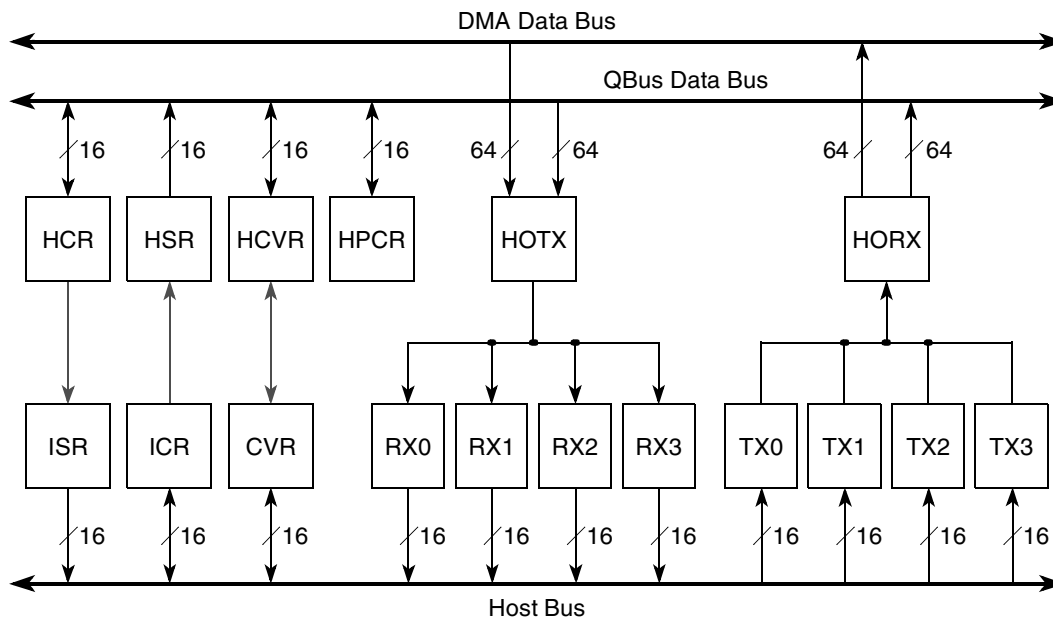 DMA Data Bus
QBus Data Bus
16 16 16 16 64 64 64 64
HCR HSR HCVR HPCR HOTX HORX
ISR ICR CVR RX0 RX1 RX2 RX3 TX0 TX1 TX2 TX3
16 16 16 16 16 16 16 16 16 16 16
Host Bus